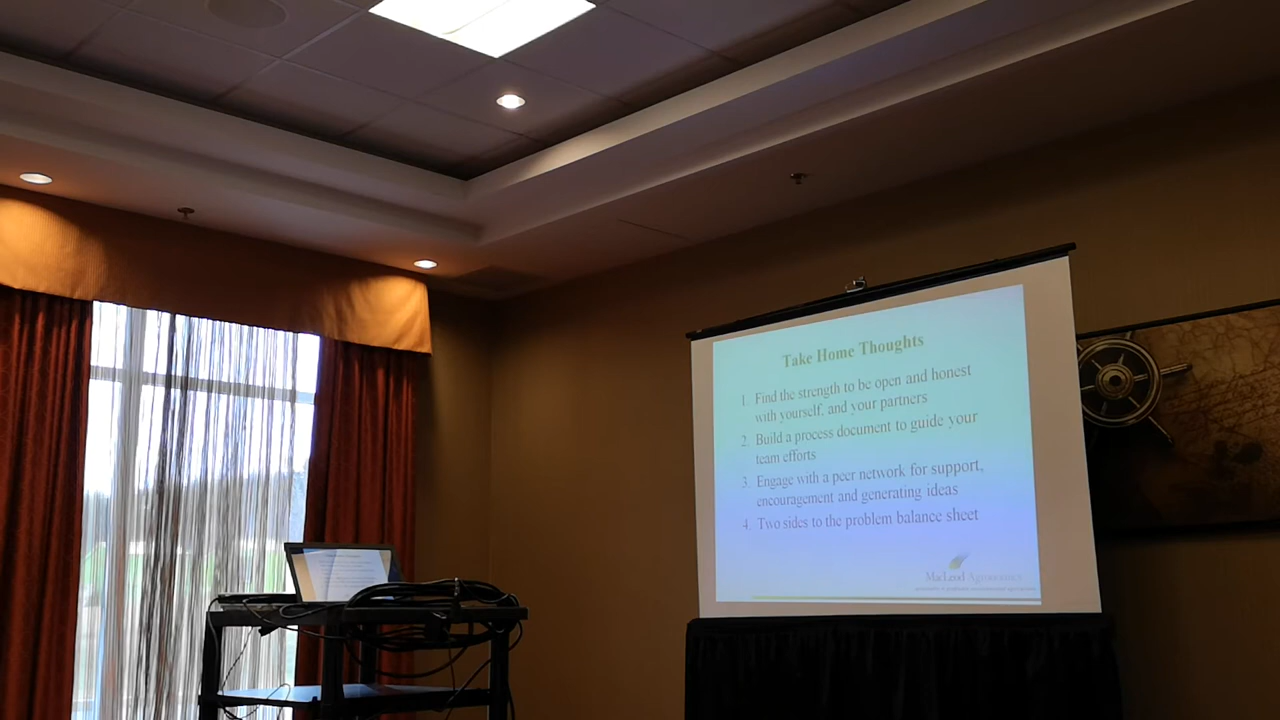 Take Home Thoughts
1. Find the strength to be open and honest
with yourself, and your partners
2. Build a process document to guide your
team efforts
3. Engage with a peer network for support,
encouragement and generating ideas
4. Two sides to the problem balance sheet
MacLeod Agronomics